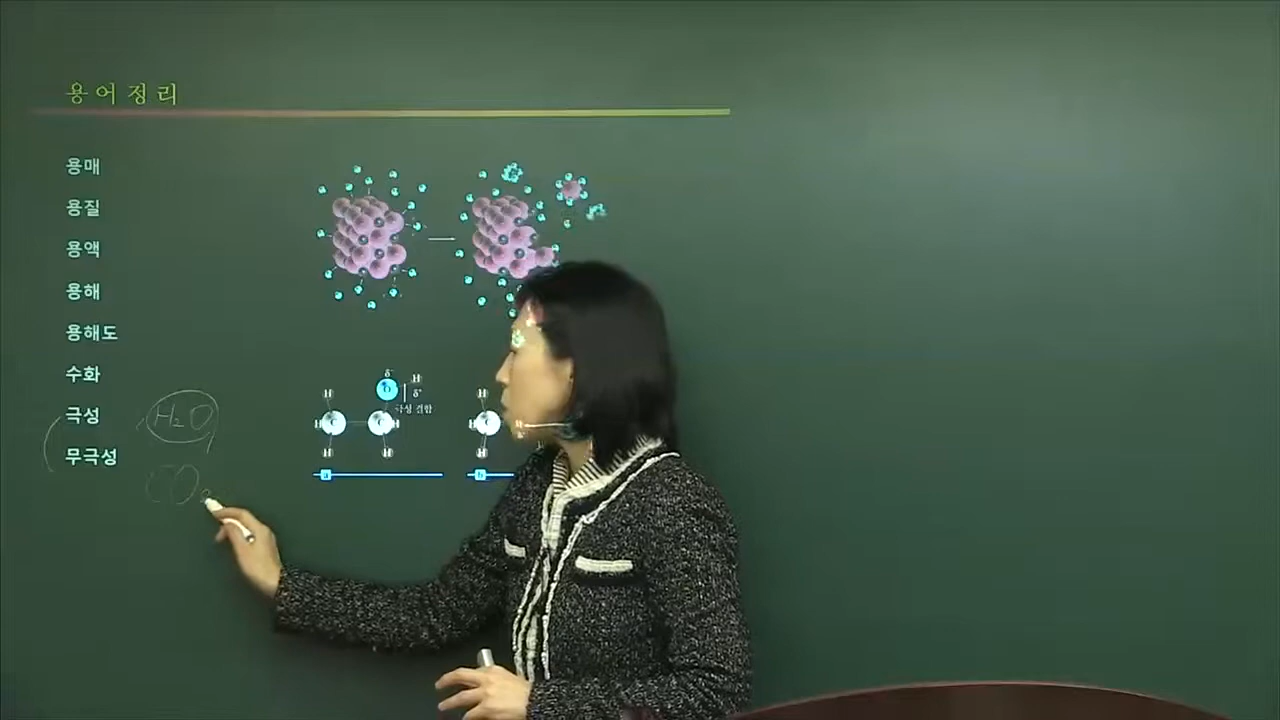 용어정리
용매
용질
용액
용해
용해도
수화
극성 H₂O
무극성
CO₂
δ⁻ H
H O δ⁺ H
극성 결합
H C C H C H
H H H
a b